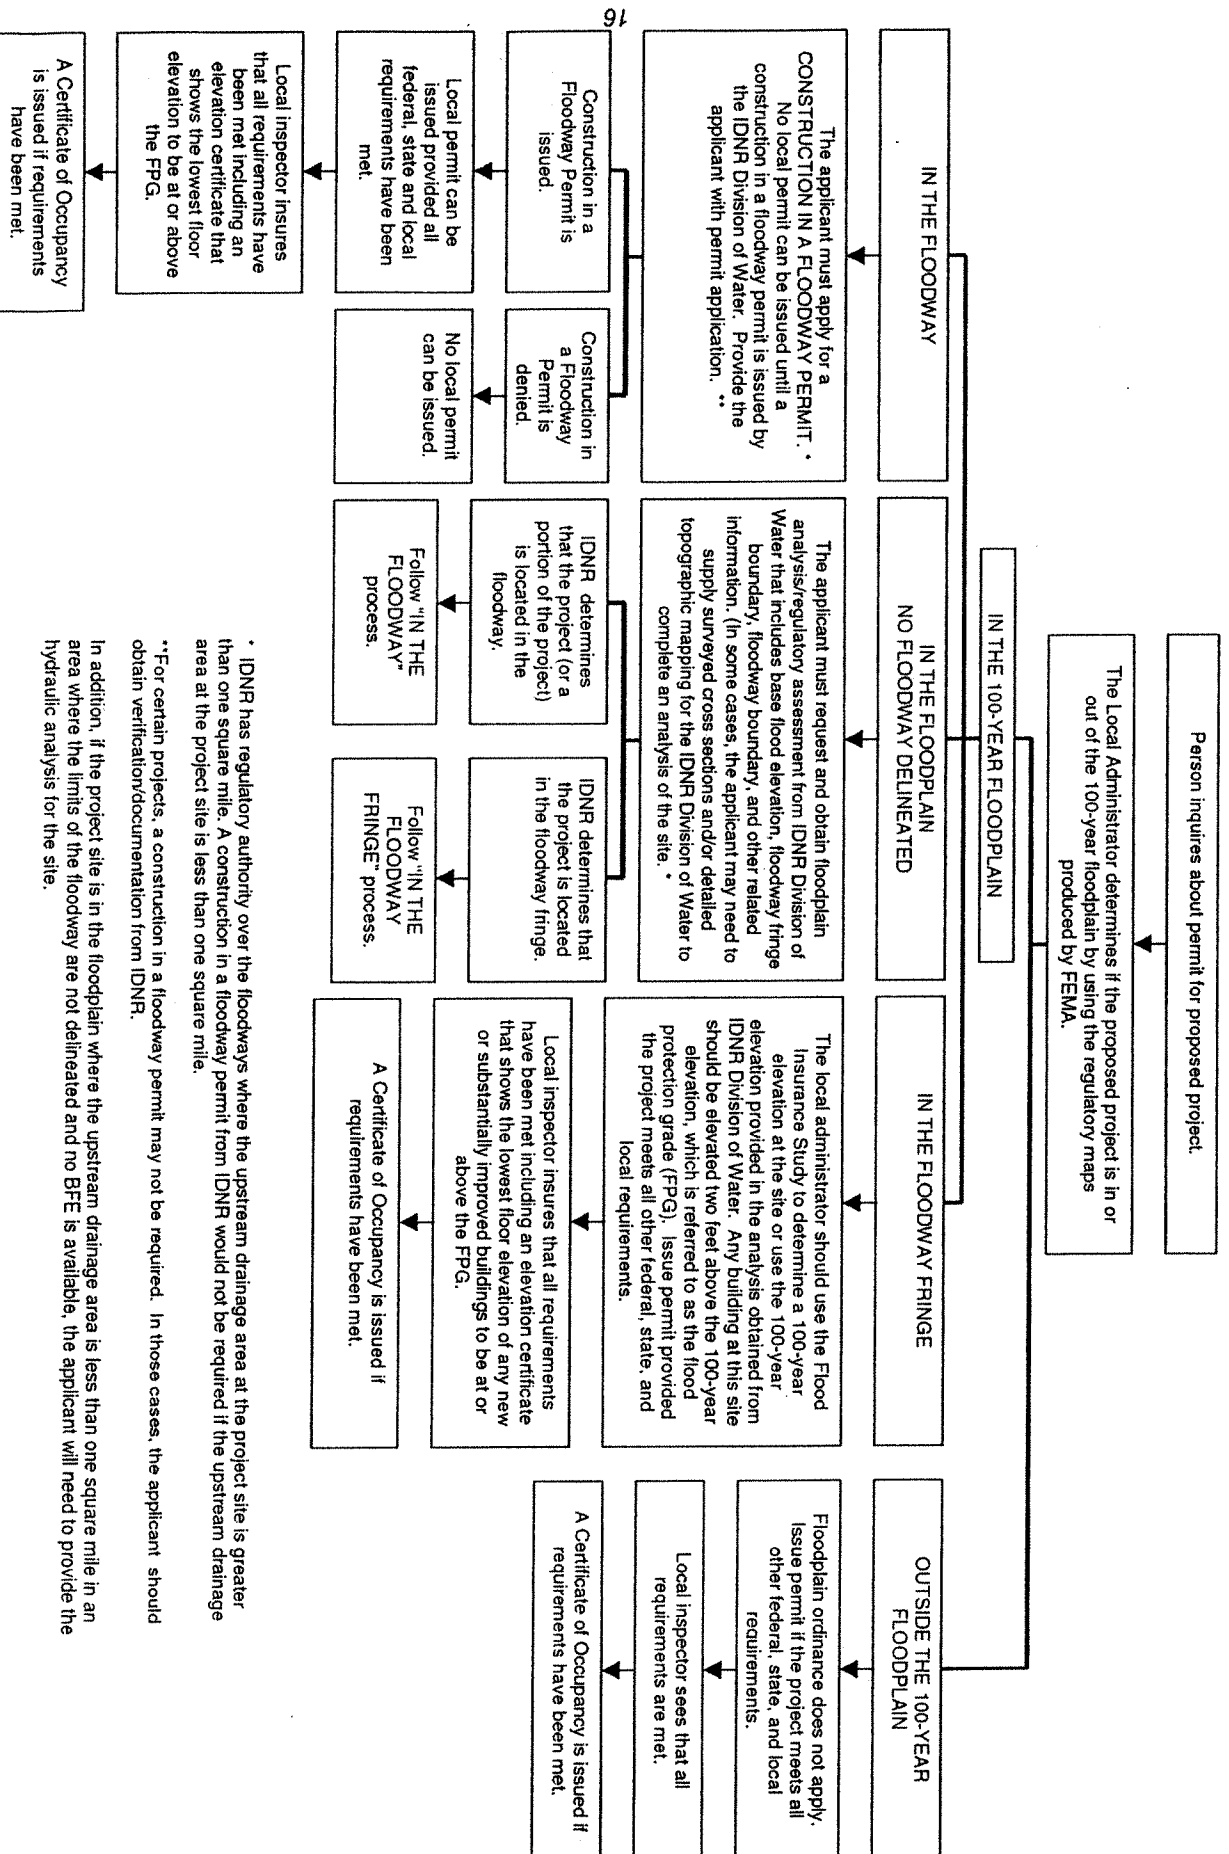 Person inquires about permit for proposed project.
The Local Administrator determines if the proposed project is in or
out of the 100-year floodplain by using the regulatory maps
produced by FEMA.
IN THE 100-YEAR FLOODPLAIN
IN THE FLOODWAY
The applicant must apply for a
CONSTRUCTION IN A FLOODWAY PERMIT. *
No local permit can be issued until a
construction in a floodway permit is issued by
the IDNR Division of Water. Provide the
applicant with permit application. **
Construction in a
Floodway Permit is
issued.
Local permit can be
issued provided all
federal, state and local
requirements have been
met.
Local inspector insures
that all requirements have
been met including an
elevation certificate that
shows the lowest floor
elevation to be at or above
the FPG.
A Certificate of Occupancy
is issued if requirements
have been met.
Construction in
a Floodway
Permit is
denied.
No local permit
can be issued.
IN THE FLOODPLAIN
NO FLOODWAY DELINEATED
The applicant must request and obtain floodplain
analysis/regulatory assessment from IDNR Division of
Water that includes base flood elevation, floodway fringe
boundary, floodway boundary, and other related
information. (In some cases, the applicant may need to
supply surveyed cross sections and/or detailed
topographic mapping for the IDNR Division of Water to
complete an analysis of the site. *
IDNR determines
that the project (or a
portion of the project)
is located in the
floodway.
Follow "IN THE
FLOODWAY"
process.
IDNR determines that
the project is located
in the floodway fringe.
Follow "IN THE
FLOODWAY
FRINGE" process.
IN THE FLOODWAY FRINGE
The local administrator should use the Flood
Insurance Study to determine a 100-year
elevation at the site or use the 100-year
elevation provided in the analysis obtained from
IDNR Division of Water. Any building at this site
should be elevated two feet above the 100-year
elevation, which is referred to as the flood
protection grade (FPG). Issue permit provided
the project meets all other federal, state, and
local requirements.
Local inspector insures that all requirements
have been met including an elevation certificate
that shows the lowest floor elevation of any new
or substantially improved buildings to be at or
above the FPG.
A Certificate of Occupancy is issued if
requirements have been met.
OUTSIDE THE 100-YEAR
FLOODPLAIN
Floodplain ordinance does not apply.
Issue permit if the project meets all
other federal, state, and local
requirements.
Local inspector sees that all
requirements are met.
A Certificate of Occupancy is issued if
requirements have been met.
* IDNR has regulatory authority over the floodways where the upstream drainage area at the project site is greater
than one square mile. A construction in a floodway permit from IDNR would not be required if the upstream drainage
area at the project site is less than one square mile.
**For certain projects, a construction in a floodway permit may not be required. In those cases, the applicant should
obtain verification/documentation from IDNR.
In addition, if the project site is in the floodplain where the upstream drainage area is less than one square mile in an
area where the limits of the floodway are not delineated and no BFE is available, the applicant will need to provide the
hydraulic analysis for the site.
16